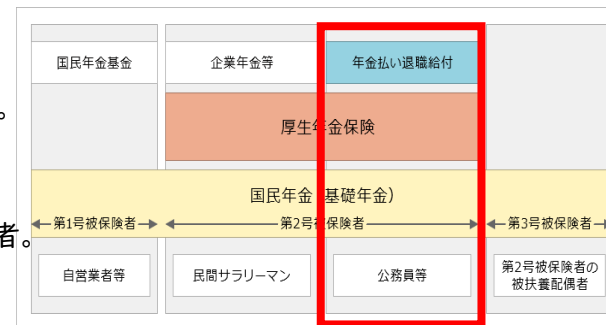 国民年金基金
企業年金等
年金払い退職給付
。
厚生年金保険
国民年金(基礎年金)
第1号被保険者
第2号被保険者
第3号被保険者
者。
自営業者等
民間サラリーマン
公務員等
第2号被保険者の
被扶養配偶者